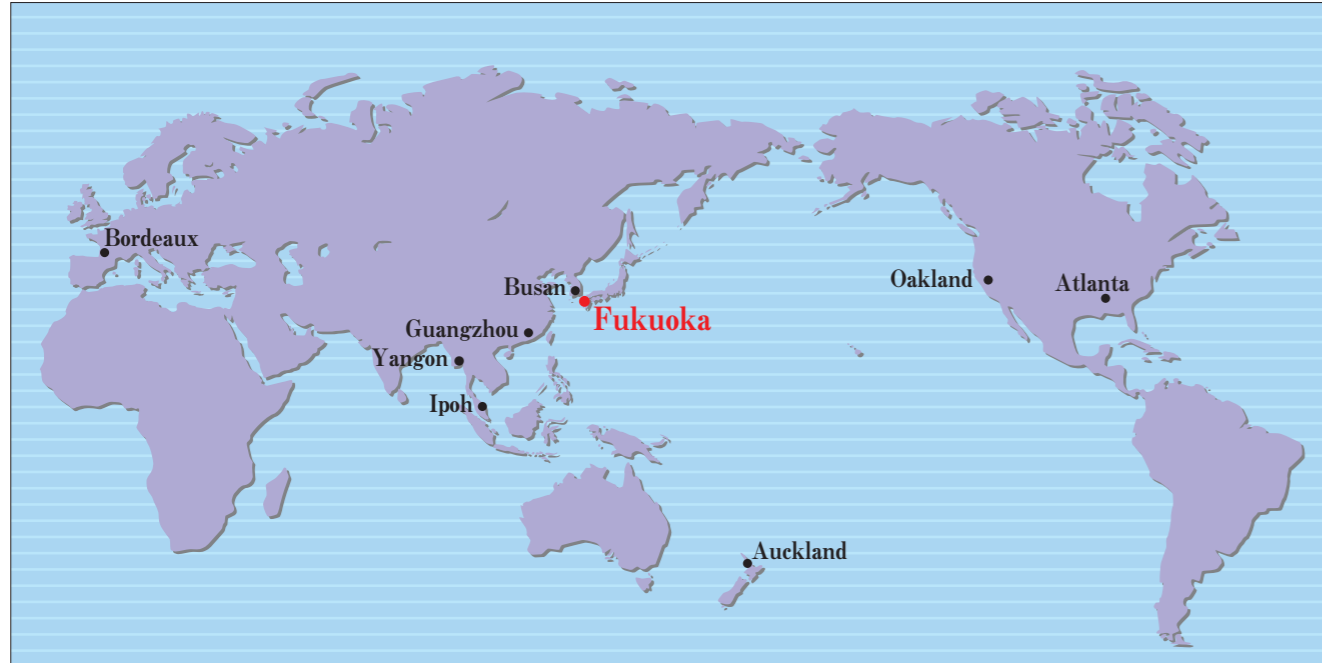 Bordeaux
Oakland
Atlanta
Busan
Fukuoka
Guangzhou
Yangon
Ipoh
Auckland